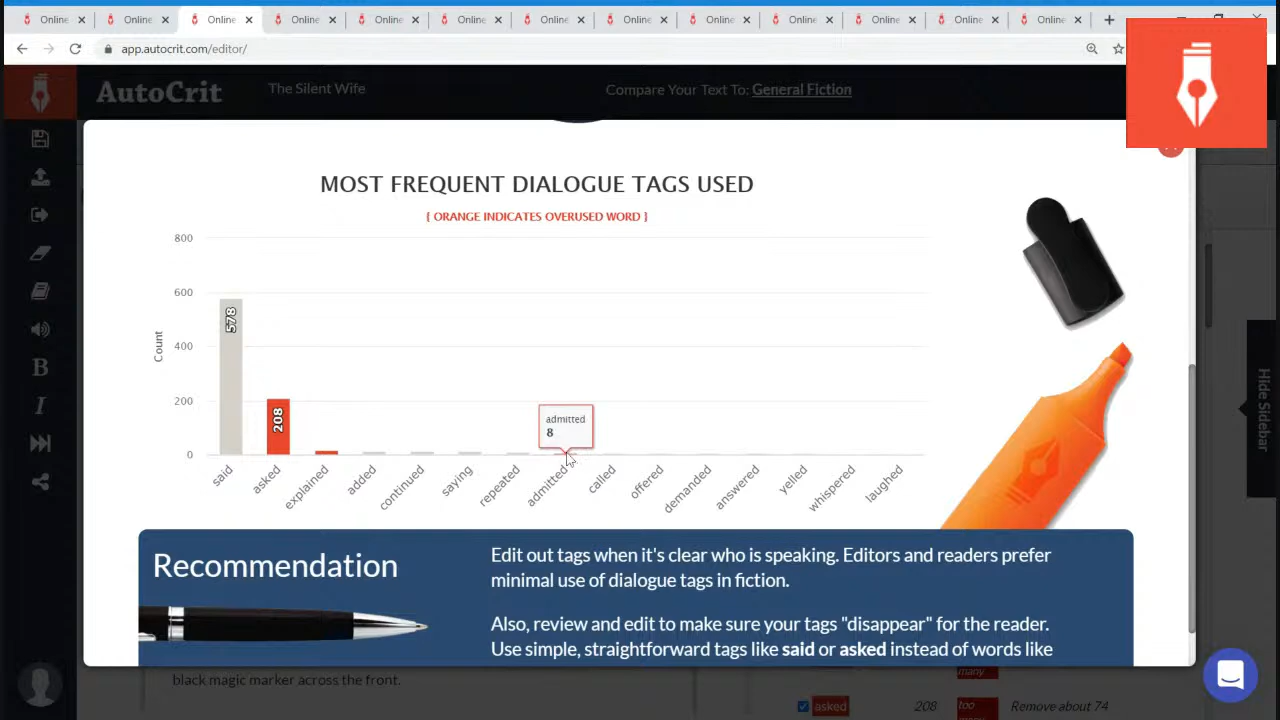 Online
Online
Online
Online
Online
Online
Online
Online
Online
Online
Online
Online
Online
app.autocrit.com/editor/
AutoCrit
The Silent Wife
Compare Your Text To: General Fiction
MOST FREQUENT DIALOGUE TAGS USED
[ ORANGE INDICATES OVERUSED WORD ]
800
600
400
200
0
Count
578
208
admitted
8
said
asked
explained
added
continued
saying
repeated
admitted
called
offered
demanded
answered
yelled
whispered
laughed
Hide Sidebar
B
I
Recommendation
Edit out tags when it's clear who is speaking. Editors and readers prefer
minimal use of dialogue tags in fiction.
Also, review and edit to make sure your tags "disappear" for the reader.
Use simple, straightforward tags like said or asked instead of words like
black magic marker across the front.
many
asked 208 too many Remove about 74